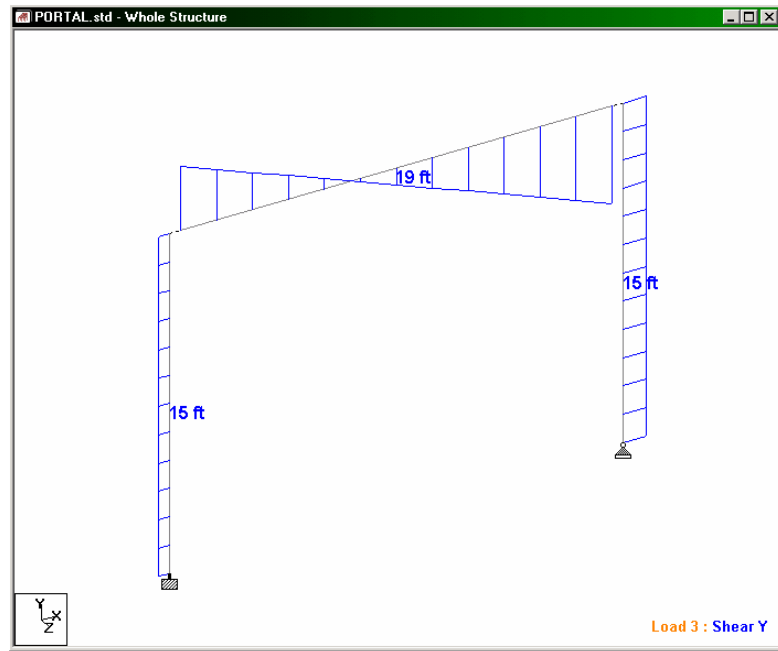 PORTAL.std - Whole Structure
19 ft
15 ft
15 ft
Y
X
Z
Load 3 : Shear Y